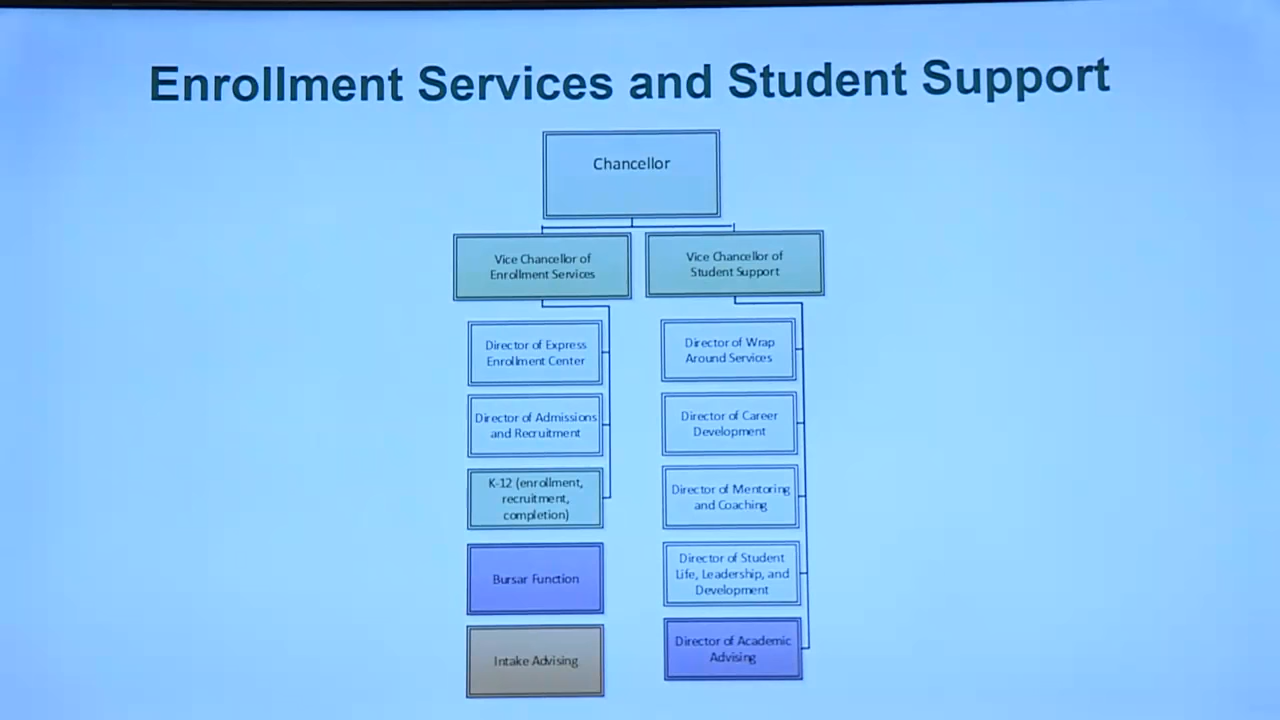 Enrollment Services and Student Support
Chancellor
Vice Chancellor of
Enrollment Services
Vice Chancellor of
Student Support
Director of Express
Enrollment Center
Director of Admissions
and Recruitment
K-12 (enrollment,
recruitment,
completion)
Bursar Function
Intake Advising
Director of Wrap
Around Services
Director of Career
Development
Director of Mentoring
and Coaching
Director of Student
Life, Leadership, and
Development
Director of Academic
Advising